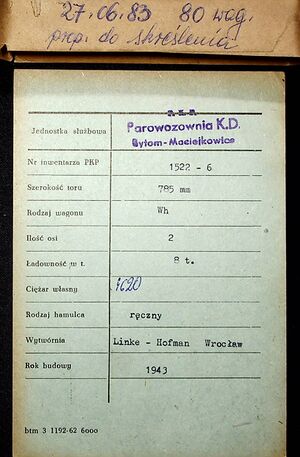 27.06.83 80 wag.
prop. do skreślenia
Jednostka służbowa
Parowozownia K.D.
Bytom-Maciejkowice
Nr inwentarza PKP 1522 - 6
Szerokość toru 785 mm
Rodzaj wagonu Wh
Ilość osi 2
Ładowność w t. 8 t.
Ciężar własny 1620
Rodzaj hamulca ręczny
Wytwórnia Linke - Hofman Wrocław
Rok budowy 1943
btm 3 1192-62 6000